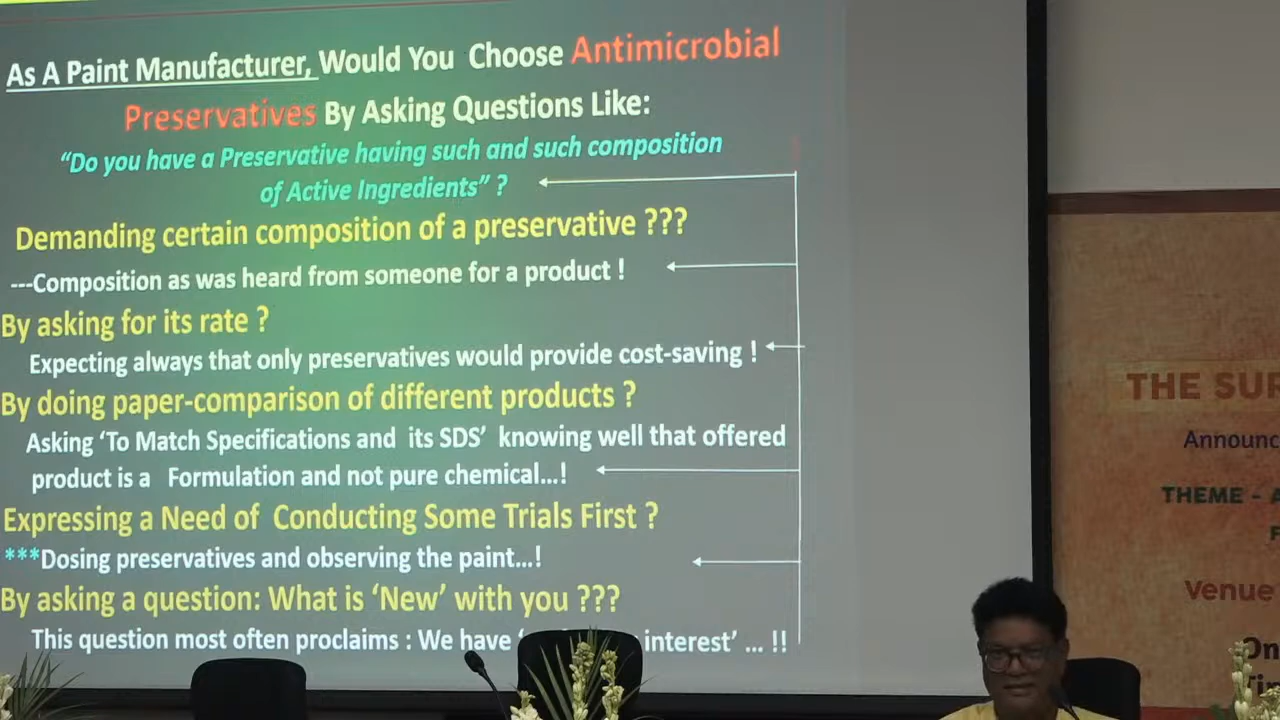 As A Paint Manufacturer, Would You Choose Antimicrobial
Preservatives By Asking Questions Like:
“Do you have a Preservative having such and such composition
of Active Ingredients” ?
Demanding certain composition of a preservative ???
---Composition as was heard from someone for a product !
By asking for its rate ?
Expecting always that only preservatives would provide cost-saving !
By doing paper-comparison of different products ?
Asking ‘To Match Specifications and its SDS’ knowing well that offered
product is a Formulation and not pure chemical...!
Expressing a Need of Conducting Some Trials First ?
***Dosing preservatives and observing the paint...!
By asking a question: What is ‘New’ with you ???
This question most often proclaims : We have ‘ interest’ ... !!
THE SUR
Announc
THEME - A
Venue
On